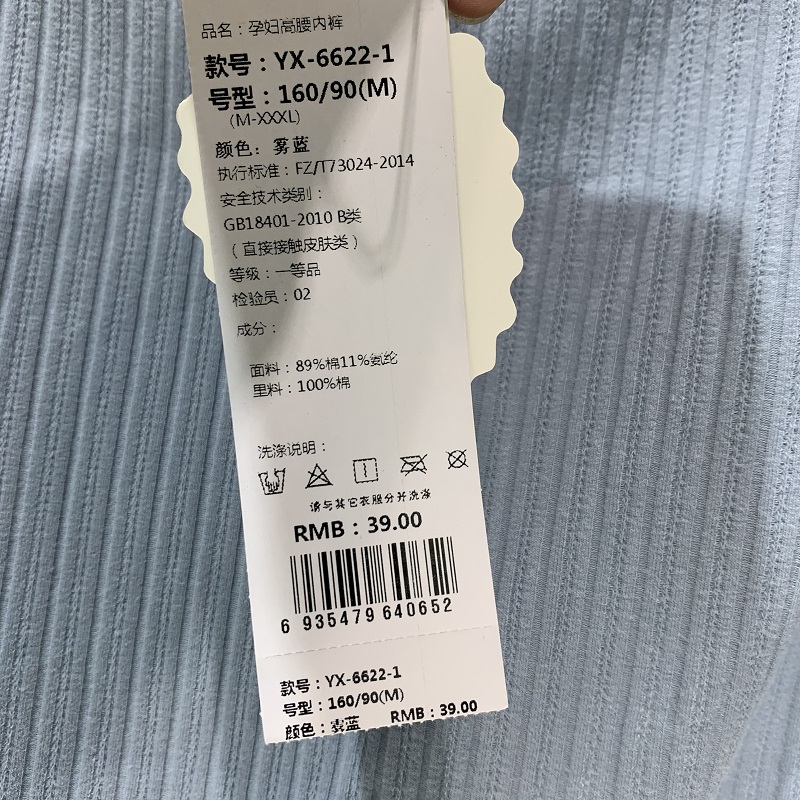 品名：孕妇高腰内裤
款号：YX-6622-1
号型：160/90(M)
(M-XXXL)
颜色：雾蓝
执行标准：FZ/T73024-2014
安全技术类别：
GB18401-2010 B类
（直接接触皮肤类）
等级：一等品
检验员：02
成分：
面料：89%棉11%氨纶
里料：100%棉
洗涤说明：
请与其它衣服分开洗涤
RMB：39.00
6 935479 640652
款号：YX-6622-1
号型：160/90(M)
颜色：雾蓝 RMB：39.00